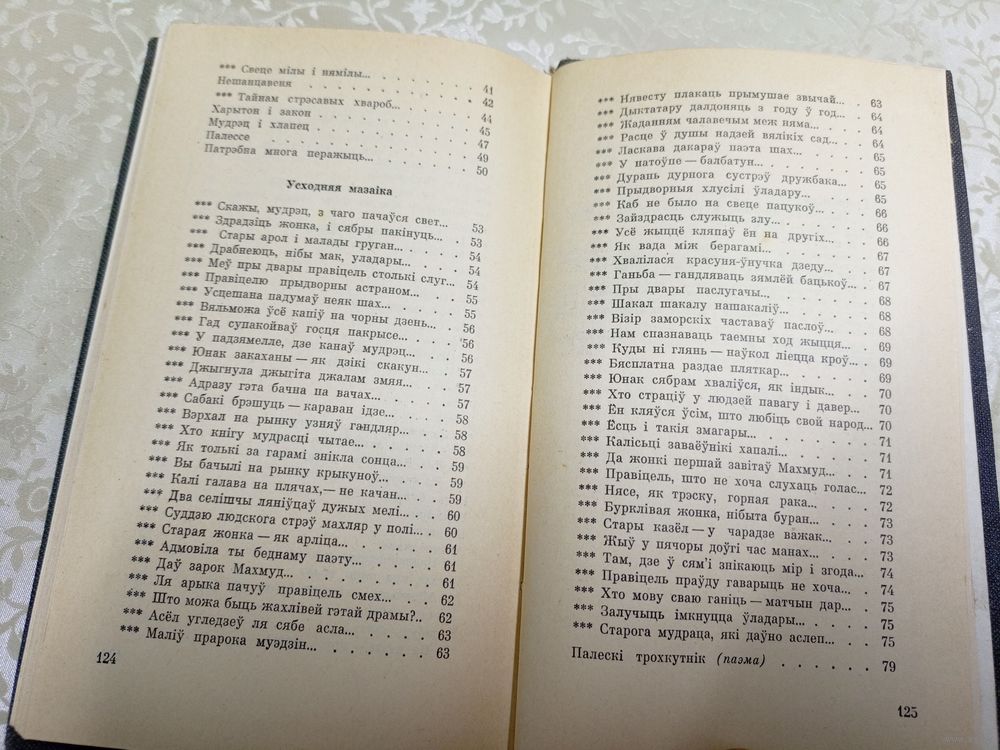 *** Свеце мілы і нямілы... 41
Нешанцавеня 42
*** Тайнам стрэсавых хвароб... 44
Харытон і закон 45
Мудрэц і хлапец 47
Палессе 49
Патрэбна многа перажыць... 50
Усходняя мазаіка
*** Скажы, мудрэц, з чаго пачаўся свет... 53
*** Здрадзіць жонка, і сябры пакінуць... 53
*** Стары арол і малады груган... 54
*** Драбнеюць, нібы мак, уладары... 54
*** Меў пры двары правіцель столькі слуг... 54
*** Правіцелю прыдворны астраном... 55
*** Усцешана падумаў неяк шах... 55
*** Вяльможа ўсё капіў на чорны дзень... 56
*** Гад супакойваў госця пакрысе... 56
*** У падзямелле, дзе канаў мудрэц... 56
*** Юнак закаханы — як дзікі скакун... 57
*** Джыгнула джыгіта джалам змяя... 57
*** Адразу гэта бачна па вачах... 57
*** Сабакі брэшуць — караван ідзе... 58
*** Вэрхал на рынку узняў гандляр... 58
*** Хто кнігу мудрасці чытае... 58
*** Як толькі за гарамі знікла сонца... 59
*** Вы бачылі на рынку крыкуноў... 59
*** Калі галава на плячах,— не качан... 59
*** Два селішчы ляніўцаў дужых мелі... 60
*** Суддзю людскога стрэў махляр у полі... 60
*** Старая жонка — як арліца... 61
*** Адмовіла ты беднаму паэту... 61
*** Даў зарок Махмуд... 61
*** Ля арыка пачуў правіцель смех... 62
*** Што можа быць жахлівей гэтай драмы?.. 62
*** Асёл угледзеў ля сябе асла... 63
*** Маліў прарока муэдзін... 63
124
*** Нявесту плакаць прымушае звычай... 63
*** Дыктатару далдоняць з году ў год... 64
*** Жаданням чалавечым меж няма... 64
*** Расце ў душы надзей вялікіх сад... 64
*** Ласкава дакараў паэта шах... 65
*** У натоўпе — балбатун... 65
*** Дурань дурнога сустрэў дружбака... 65
*** Прыдворныя хлусілі ўладару... 65
*** Каб не было на свеце пацукоў... 66
*** Зайздрасць служыць злу... 66
*** Усё жыццё кляпаў ён на другіх... 66
*** Як вада між берагамі... 67
*** Хвалілася красуня-ўнучка дзеду... 67
*** Ганьба — гандляваць зямлёй бацькоў... 67
*** Пры двары паслугачы... 68
*** Шакал шакалу нашакаліў... 68
*** Візір заморскіх частаваў паслоў... 68
*** Нам спазнаваць таемны ход жыцця... 69
*** Куды ні глянь — наўкол ліецца кроў... 69
*** Бясплатна раздае пляткар... 69
*** Юнак сябрам хваліўся, як індык... 70
*** Хто страціў у людзей павагу і давер... 70
*** Ён кляўся ўсім, што любіць свой народ... 70
*** Ёсць і такія змагары... 71
*** Калісьці заваёўнікі хапалі... 71
*** Да жонкі першай завітаў Махмуд... 71
*** Правіцель, што не хоча слухаць голас... 72
*** Нясе, як трэску, горная рака... 72
*** Бурклівая жонка, нібыта буран... 73
*** Стары казёл — у чарадзе важак... 73
*** Жыў у пячоры доўгі час манах... 73
*** Там, дзе ў сям’і знікаюць мір і згода... 74
*** Правіцель праўду гаварыць не хоча... 74
*** Хто мову сваю ганіць — матчын дар... 75
*** Залучыць імкнуцца ўладары... 75
*** Старога мудраца, які даўно аслеп... 75
Палескі трохкутнік (паэма) 79
125